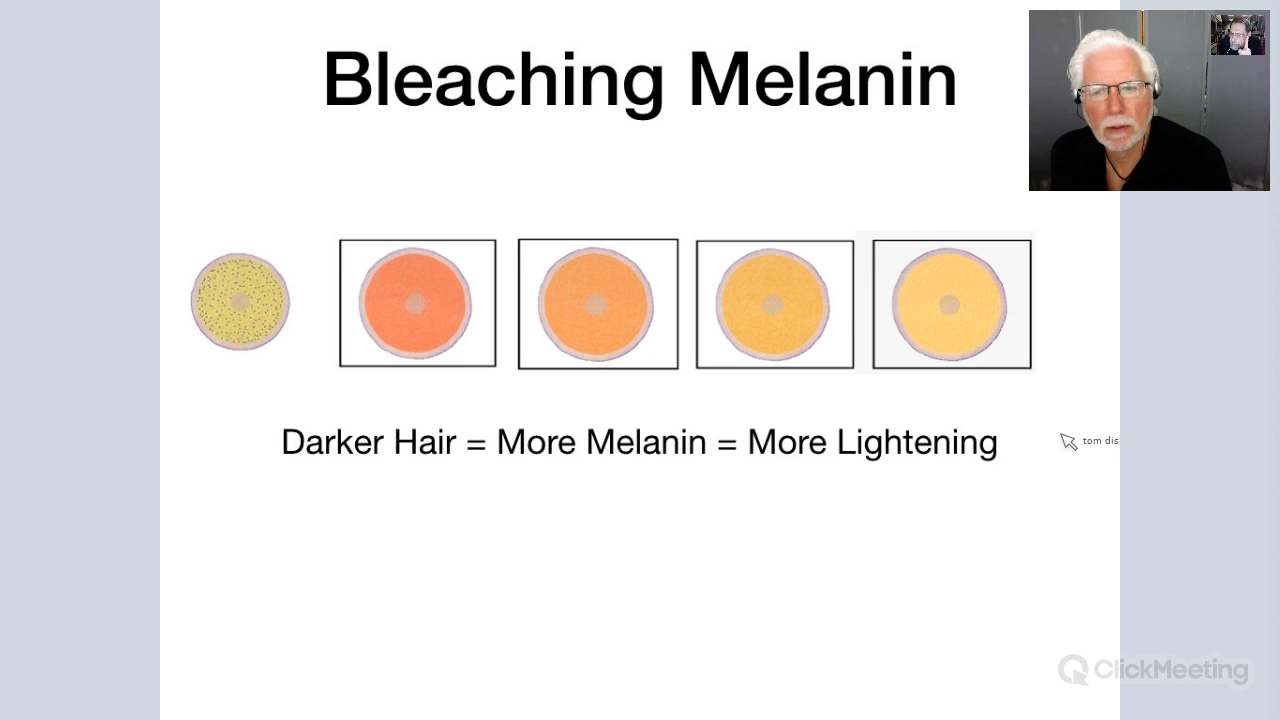 Bleaching Melanin
Darker Hair = More Melanin = More Lightening
tom dis
ClickMeeting